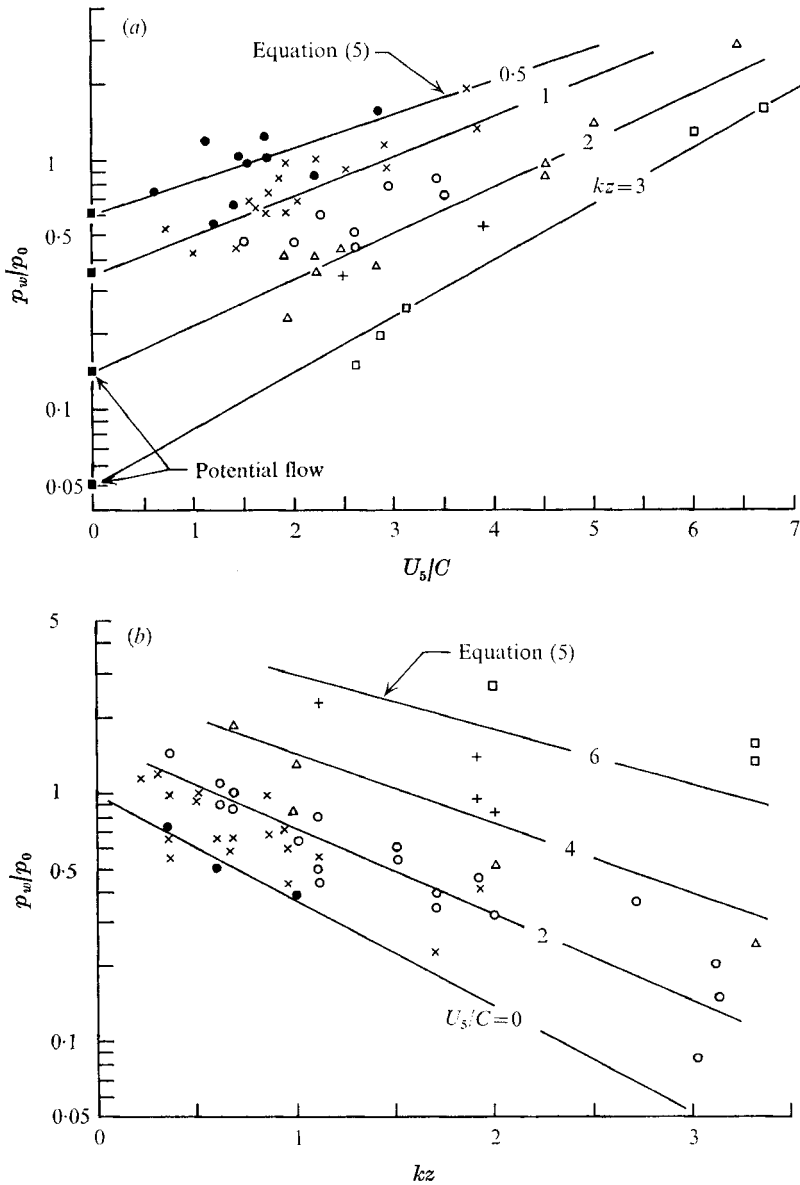 (a)
Equation (5)
0·5
1
2
kz=3
1
0·5
0·1
0·05
p_w/p_0
Potential flow
0 1 2 3 4 5 6 7
U_5/C
(b)
5
Equation (5)
6
4
2
U_5/C=0
1
0·5
0·1
0·05
p_w/p_0
0 1 2 3
kz